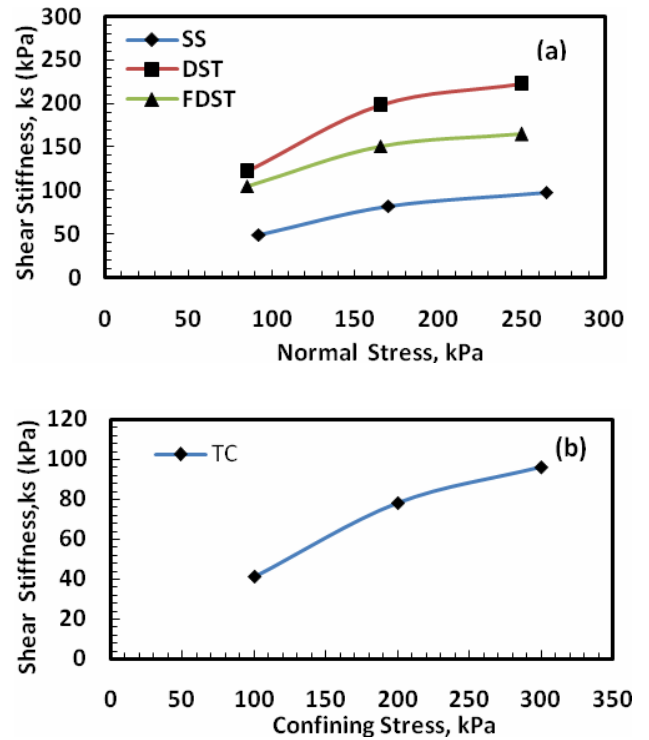 300
250
200
150
100
50
0
Shear Stiffness, ks (kPa)
SS
DST
FDST
(a)
0 50 100 150 200 250 300
Normal Stress, kPa
120
100
80
60
40
20
0
Shear Stiffness,ks (kPa)
TC
(b)
0 50 100 150 200 250 300 350
Confining Stress, kPa